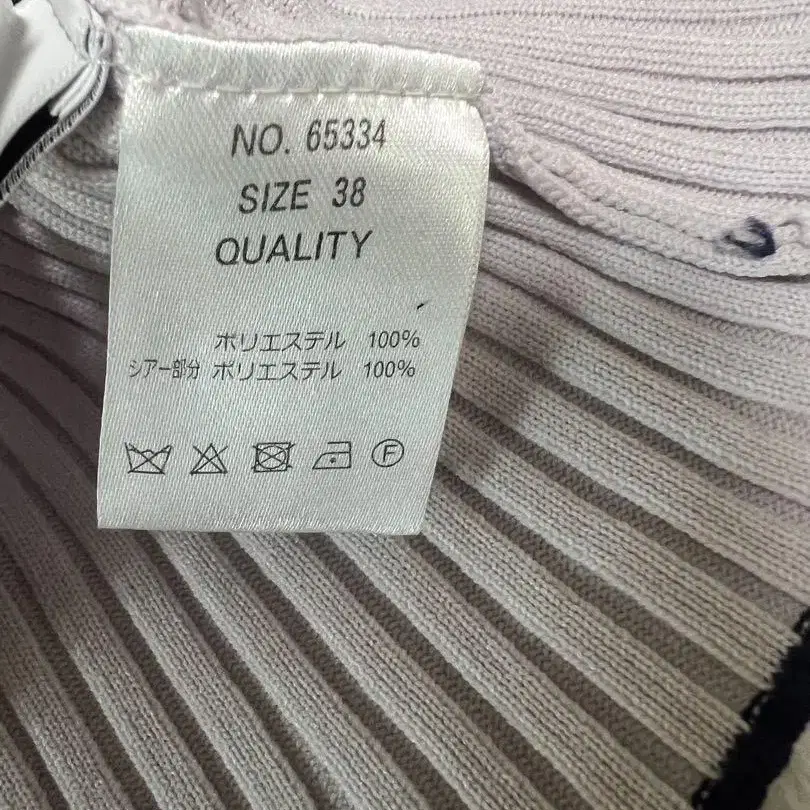 NO. 65334
SIZE 38
QUALITY
ポリエステル 100%
シアー部分 ポリエステル 100%
F